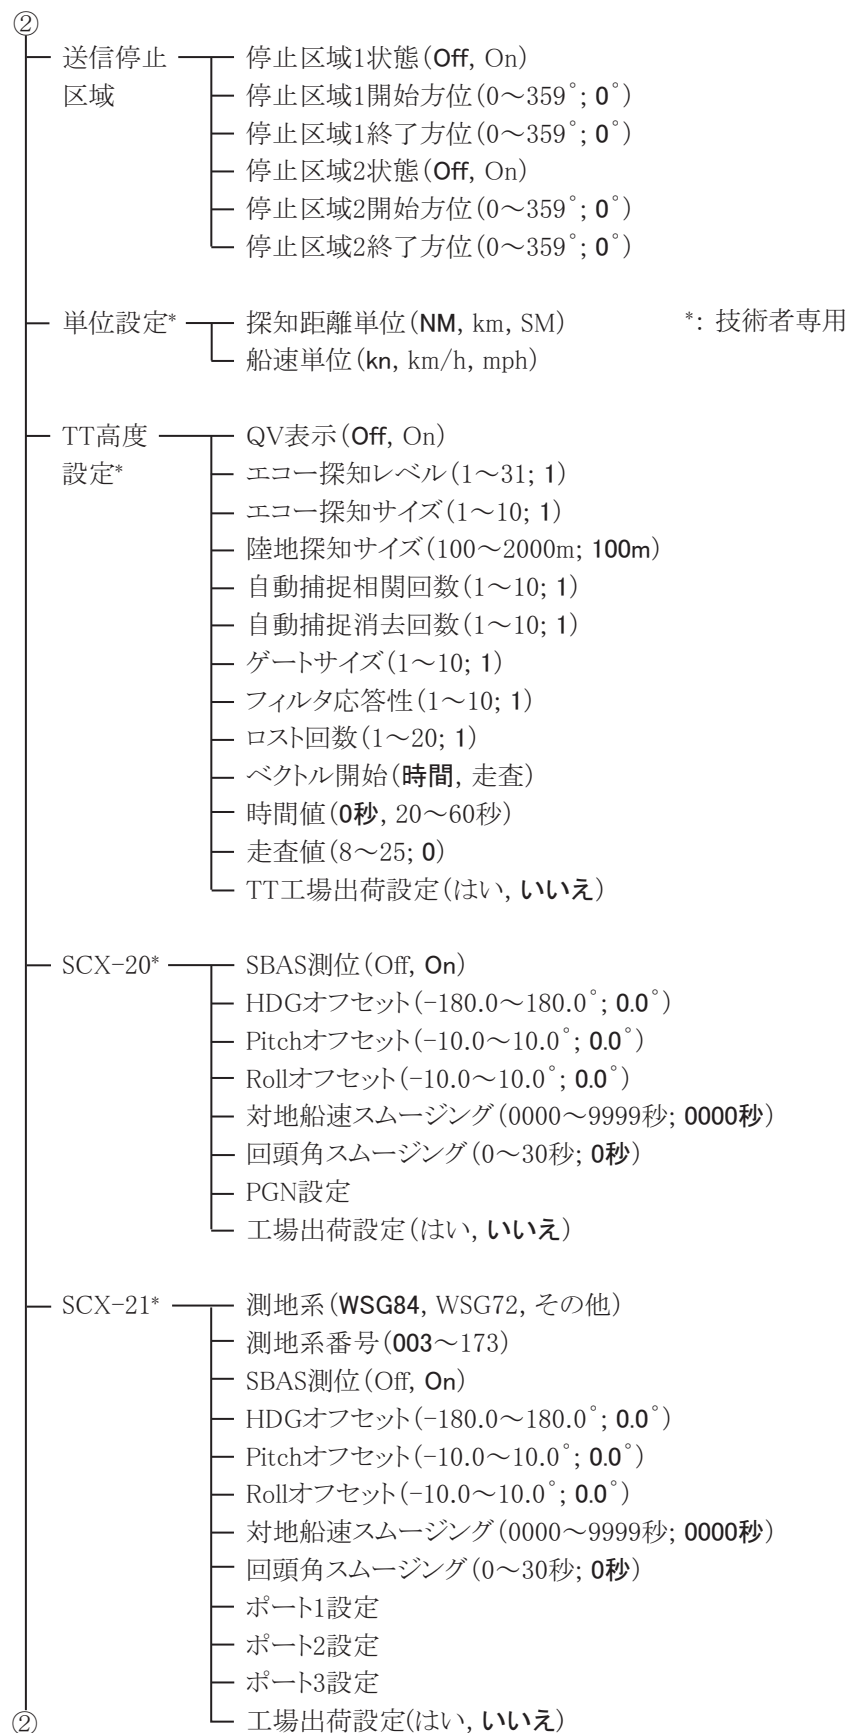 ②
送信停止 停止区域1状態(Off, On)
区域 停止区域1開始方位(0～359°; 0°)
停止区域1終了方位(0～359°; 0°)
停止区域2状態(Off, On)
停止区域2開始方位(0～359°; 0°)
停止区域2終了方位(0～359°; 0°)
単位設定* 探知距離単位(NM, km, SM) *: 技術者専用
船速単位(kn, km/h, mph)
TT高度 QV表示(Off, On)
設定* エコー探知レベル(1～31; 1)
エコー探知サイズ(1～10; 1)
陸地探知サイズ(100～2000m; 100m)
自動捕捉相関回数(1～10; 1)
自動捕捉消去回数(1～10; 1)
ゲートサイズ(1～10; 1)
フィルタ応答性(1～10; 1)
ロスト回数(1～20; 1)
ベクトル開始(時間, 走査)
時間値(0秒, 20～60秒)
走査値(8～25; 0)
TT工場出荷設定(はい, いいえ)
SCX-20* SBAS測位(Off, On)
HDGオフセット(-180.0～180.0°; 0.0°)
Pitchオフセット(-10.0～10.0°; 0.0°)
Rollオフセット(-10.0～10.0°; 0.0°)
対地船速スムージング(0000～9999秒; 0000秒)
回頭角スムージング(0～30秒; 0秒)
PGN設定
工場出荷設定(はい, いいえ)
SCX-21* 測地系(WSG84, WSG72, その他)
測地系番号(003～173)
SBAS測位(Off, On)
HDGオフセット(-180.0～180.0°; 0.0°)
Pitchオフセット(-10.0～10.0°; 0.0°)
Rollオフセット(-10.0～10.0°; 0.0°)
対地船速スムージング(0000～9999秒; 0000秒)
回頭角スムージング(0～30秒; 0秒)
ポート1設定
ポート2設定
ポート3設定
② 工場出荷設定(はい, いいえ)